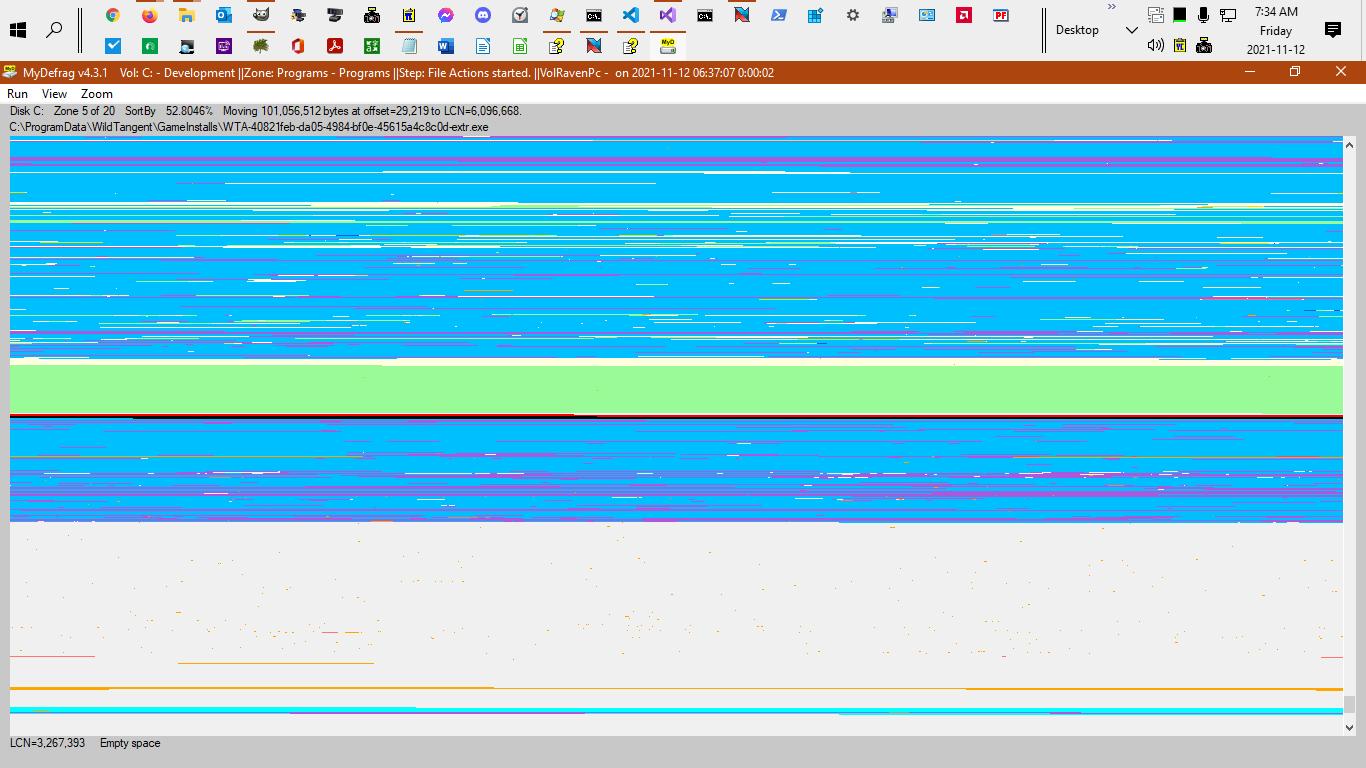 7:34 AM
Desktop
Friday
2021-11-12
MyDefrag v4.3.1 Vol: C: - Development ||Zone: Programs - Programs ||Step: File Actions started. ||VolRavenPc - on 2021-11-12 06:37:07 0:00:02
Run View Zoom
Disk C: Zone 5 of 20 SortBy 52.8046% Moving 101,056,512 bytes at offset=29,219 to LCN=6,096,668.
C:\ProgramData\WildTangent\GameInstalls\WTA-40821feb-da05-4984-bf0e-45615a4c8c0d-extr.exe
LCN=3,267,393 Empty space